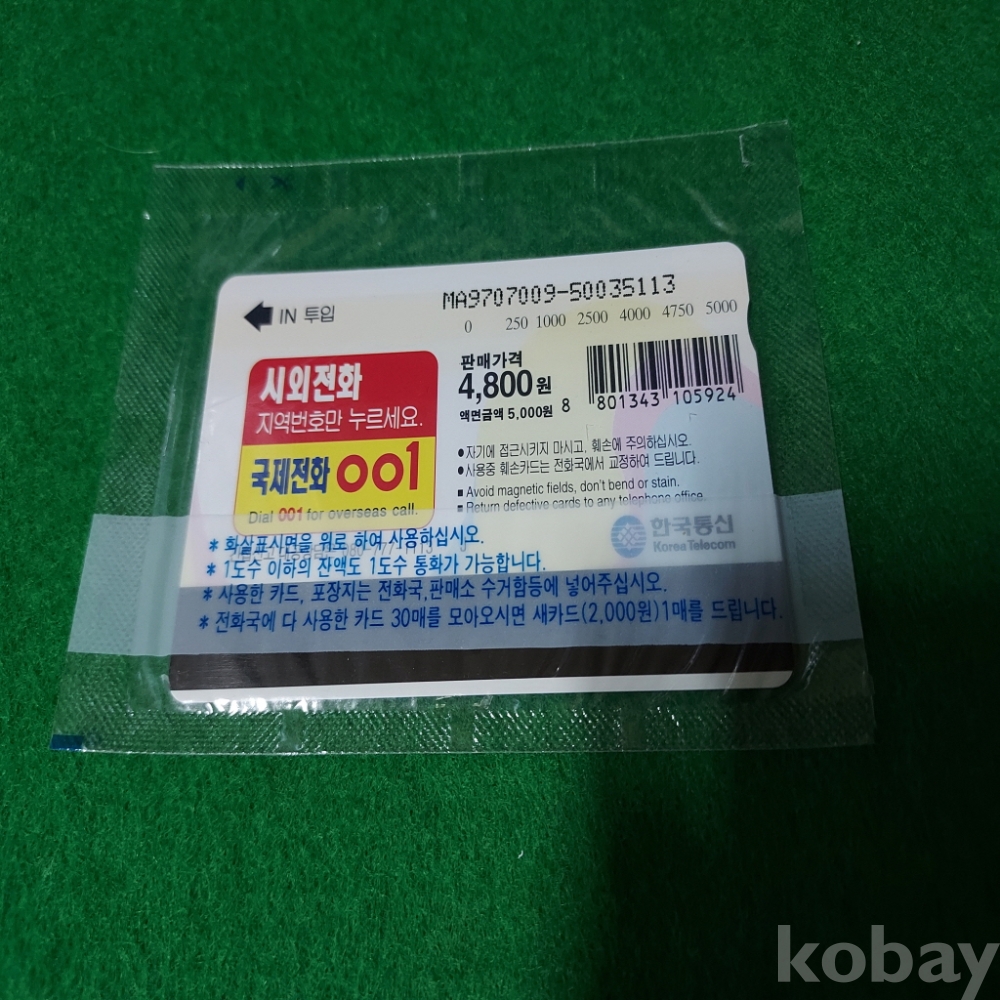 MA9707009-50035113
IN 투입
0 250 1000 2500 4000 4750 5000
시외전화
지역번호만 누르세요.
국제전화 001
Dial 001 for overseas call.
판매가격
4,800원
액면금액 5,000원
8 801343 105924
● 자기에 접근시키지 마시고, 훼손에 주의하십시오.
● 사용중 훼손카드는 전화국에서 교정하여 드립니다.
■ Avoid magnetic fields, don't bend or stain.
■ Return defective cards to any telephone office.
한국통신
Korea Telecom
* 화살표시면을 위로 하여 사용하십시오.
* 1도수 이하의 잔액도 1도수 통화가 가능합니다.
* 사용한 카드, 포장지는 전화국,판매소 수거함등에 넣어주십시오.
* 전화국에 다 사용한 카드 30매를 모아오시면 새카드(2,000원)1매를 드립니다.
kobay